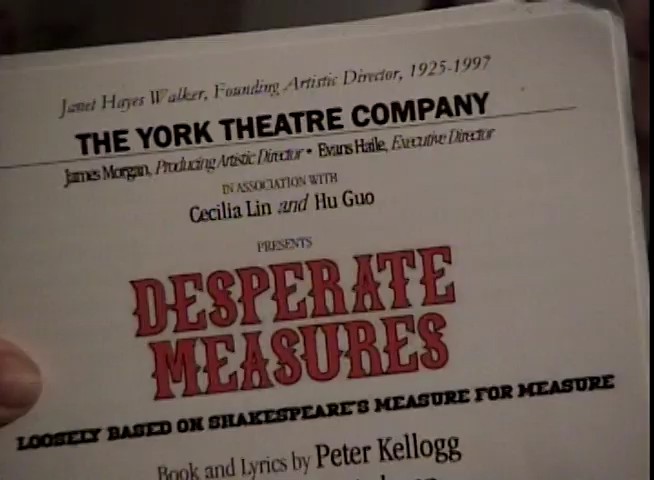 Janet Hayes Walker, Founding Artistic Director, 1925-1997
THE YORK THEATRE COMPANY
James Morgan, Producing Artistic Director • Evans Haile, Executive Director
IN ASSOCIATION WITH
Cecilia Lin and Hu Guo
PRESENTS
DESPERATE
MEASURES
LOOSELY BASED ON SHAKESPEARE'S MEASURE FOR MEASURE
Book and Lyrics by Peter Kellogg